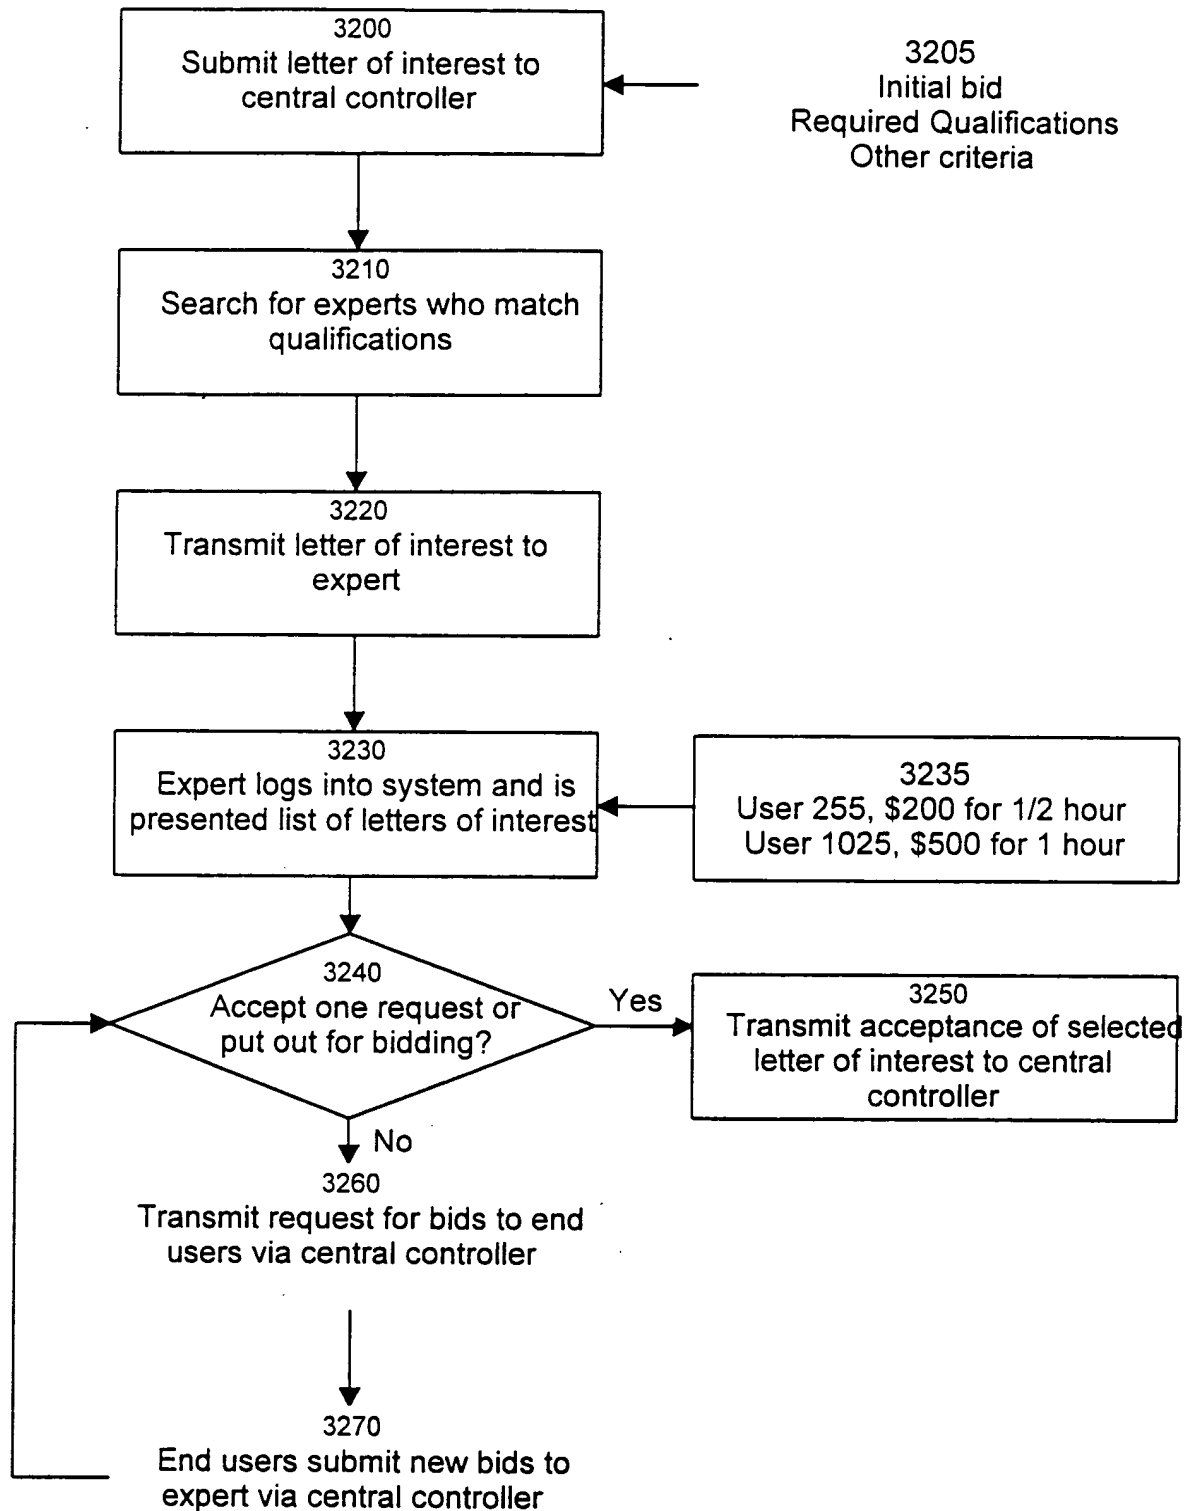 3200
Submit letter of interest to
central controller
3205
Initial bid
Required Qualifications
Other criteria
3210
Search for experts who match
qualifications
3220
Transmit letter of interest to
expert
3230
Expert logs into system and is
presented list of letters of interest
3235
User 255, $200 for 1/2 hour
User 1025, $500 for 1 hour
3240
Accept one request or
put out for bidding?
Yes
3250
Transmit acceptance of selected
letter of interest to central
controller
No
3260
Transmit request for bids to end
users via central controller
3270
End users submit new bids to
expert via central controller